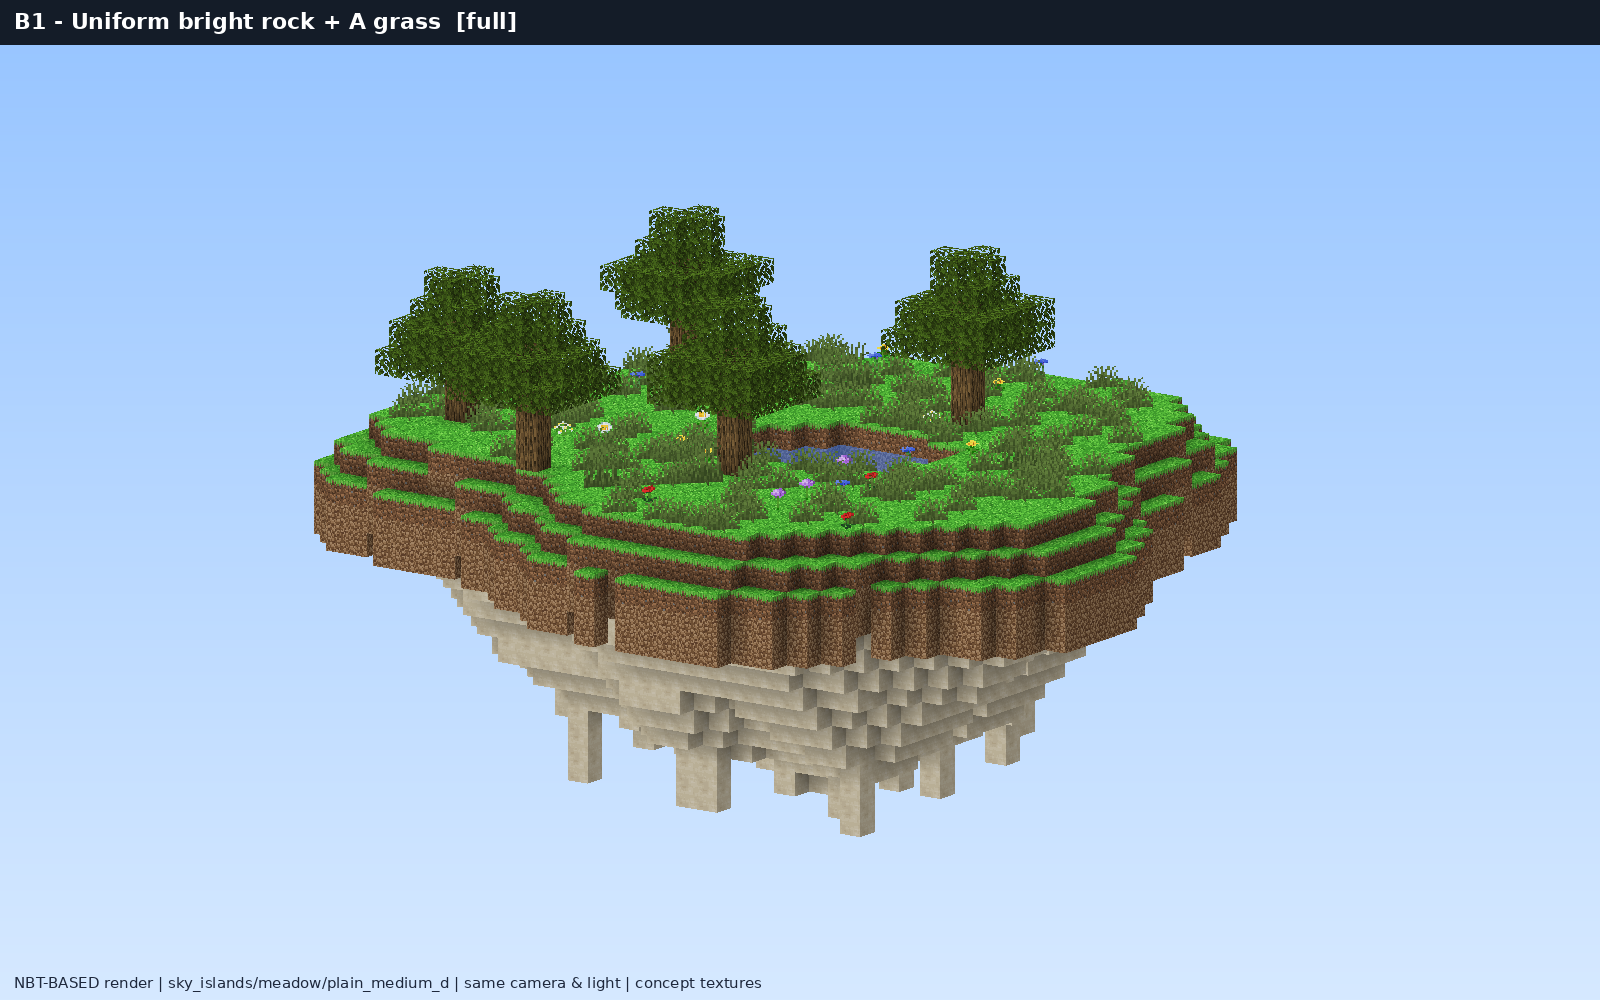 B1 - Uniform bright rock + A grass  [full]
NBT-BASED render | sky_islands/meadow/plain_medium_d | same camera & light | concept textures